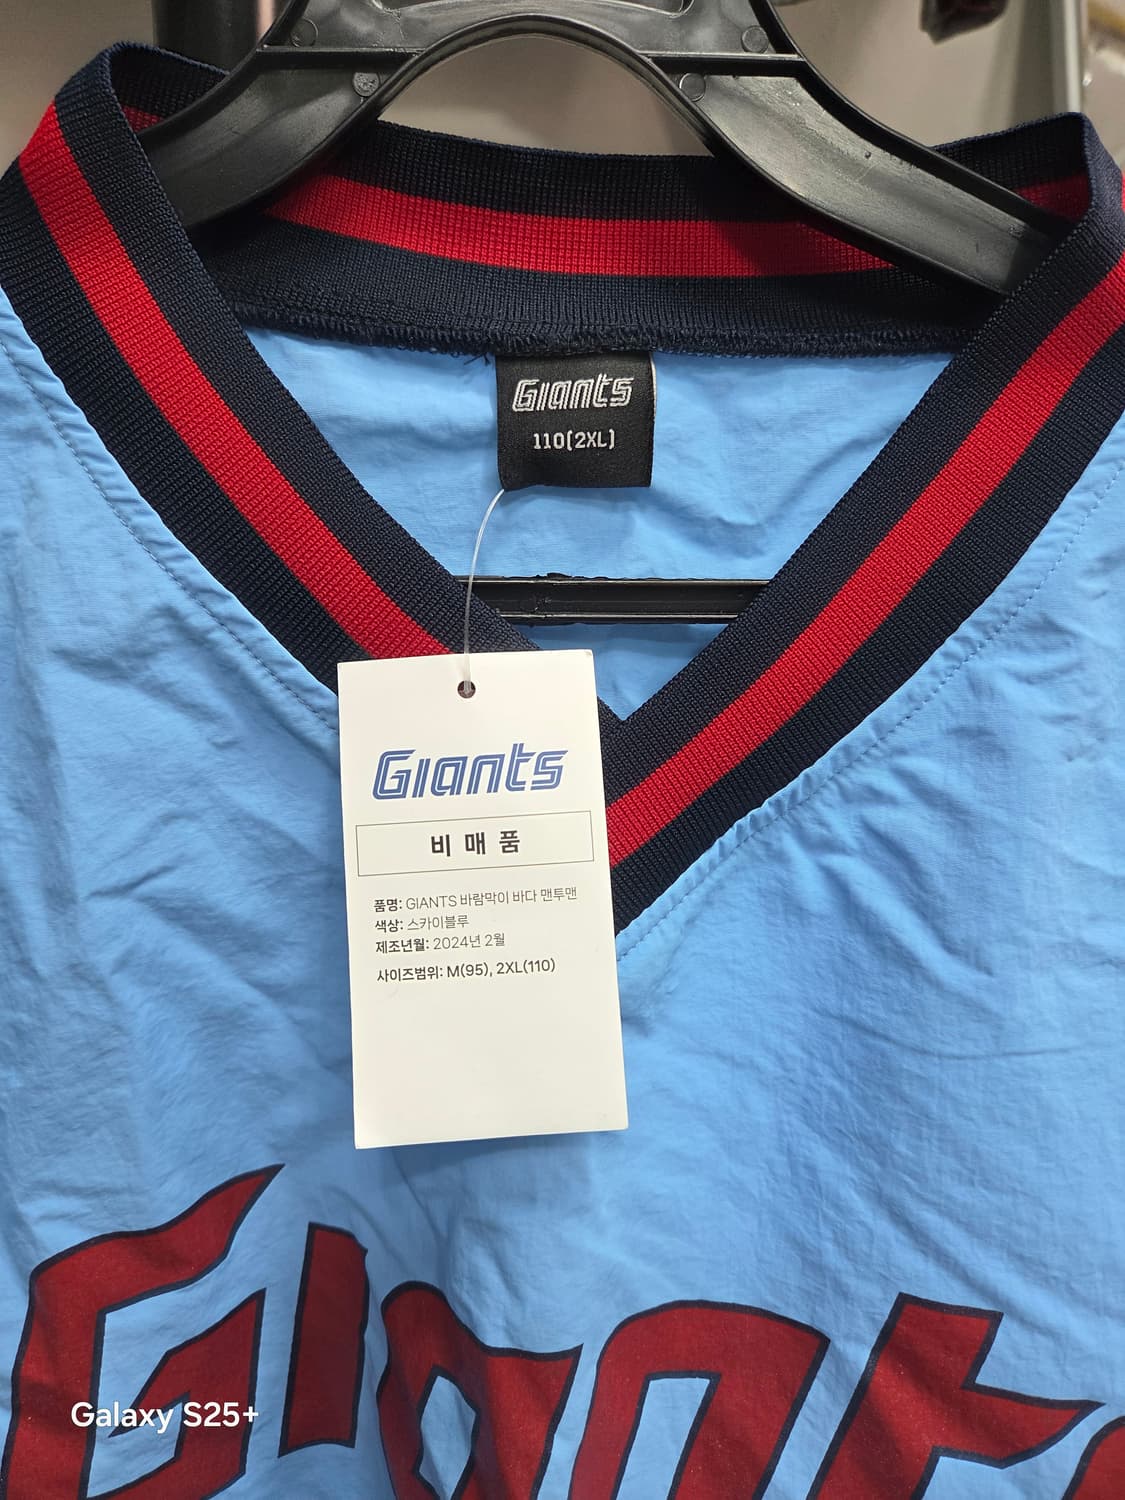 Giants
110(2XL)
Giants
비매품
품명: GIANTS 바람막이 바다 맨투맨
색상: 스카이블루
제조년월: 2024년 2월
사이즈범위: M(95), 2XL(110)
Giant
Galaxy S25+